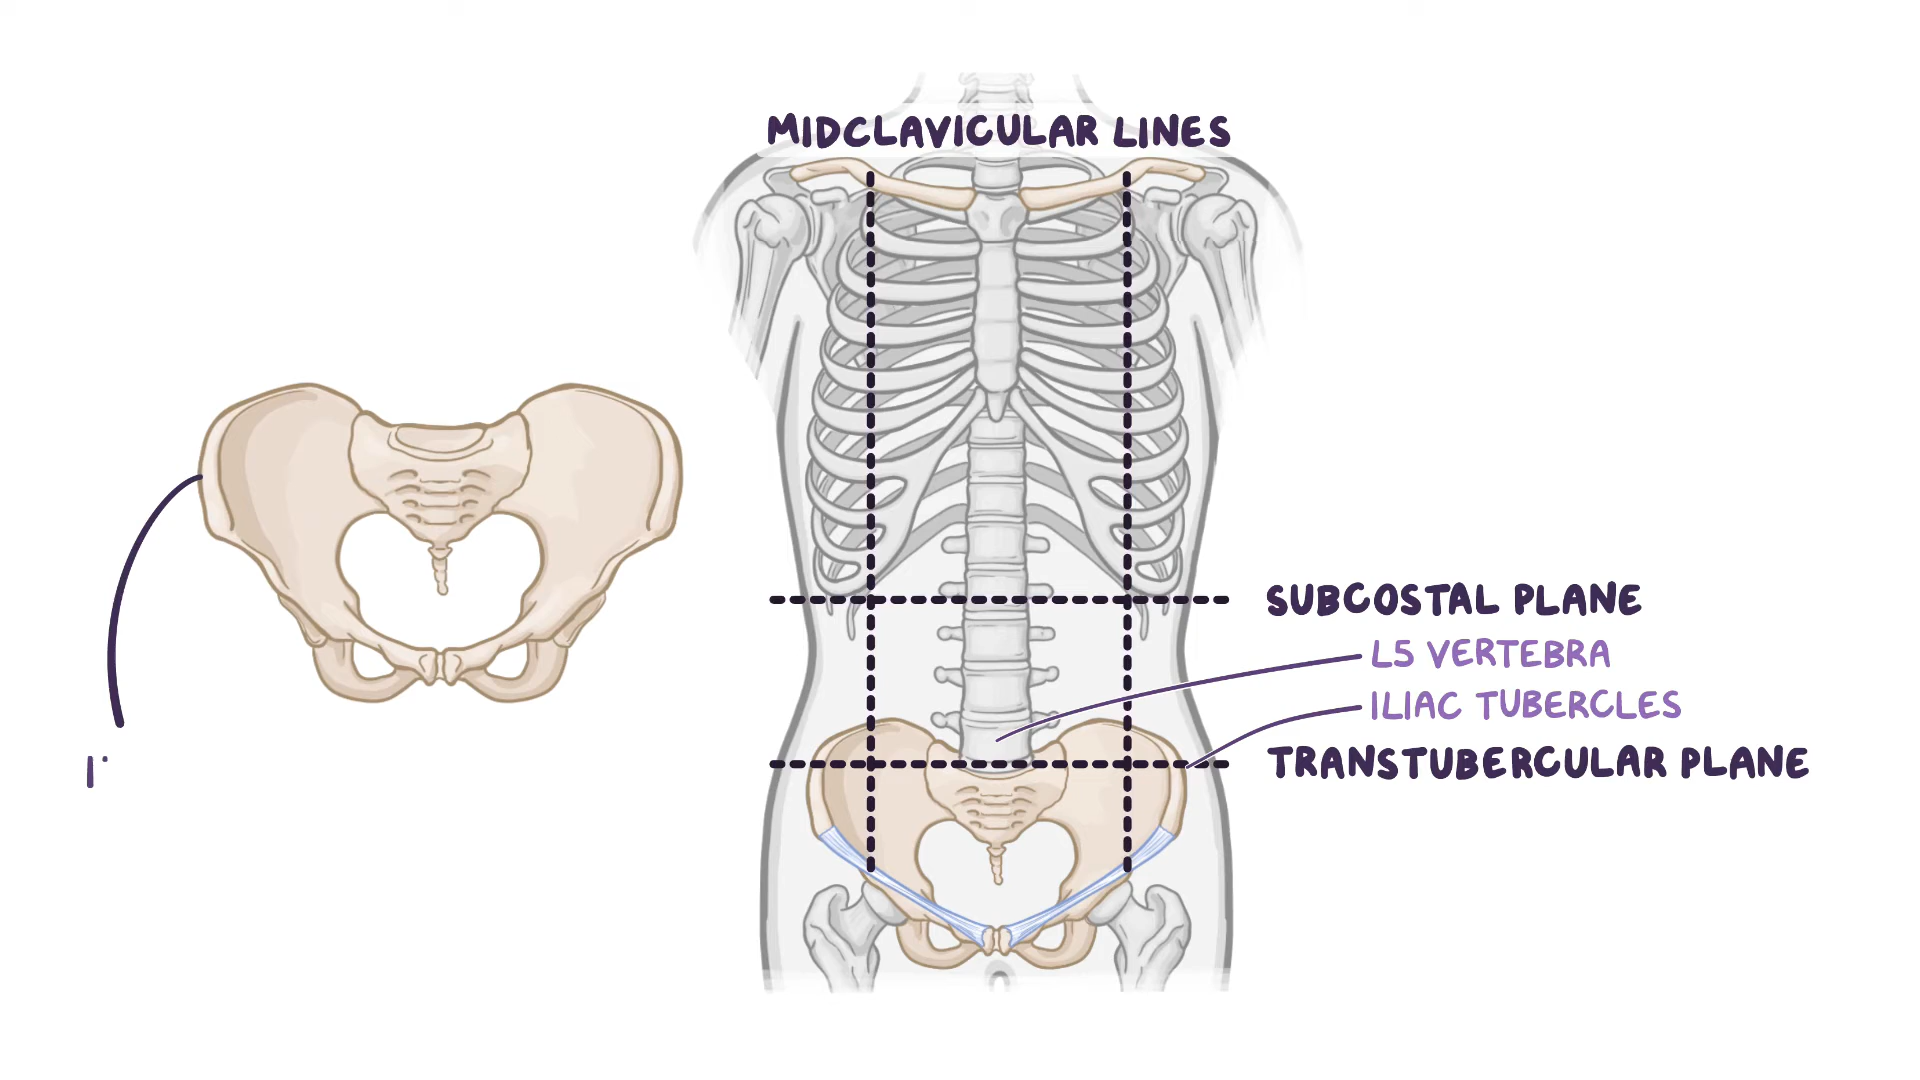 MIDCLAVICULAR LINES
SUBCOSTAL PLANE
L5 VERTEBRA
ILIAC TUBERCLES
TRANSTUBERCULAR PLANE